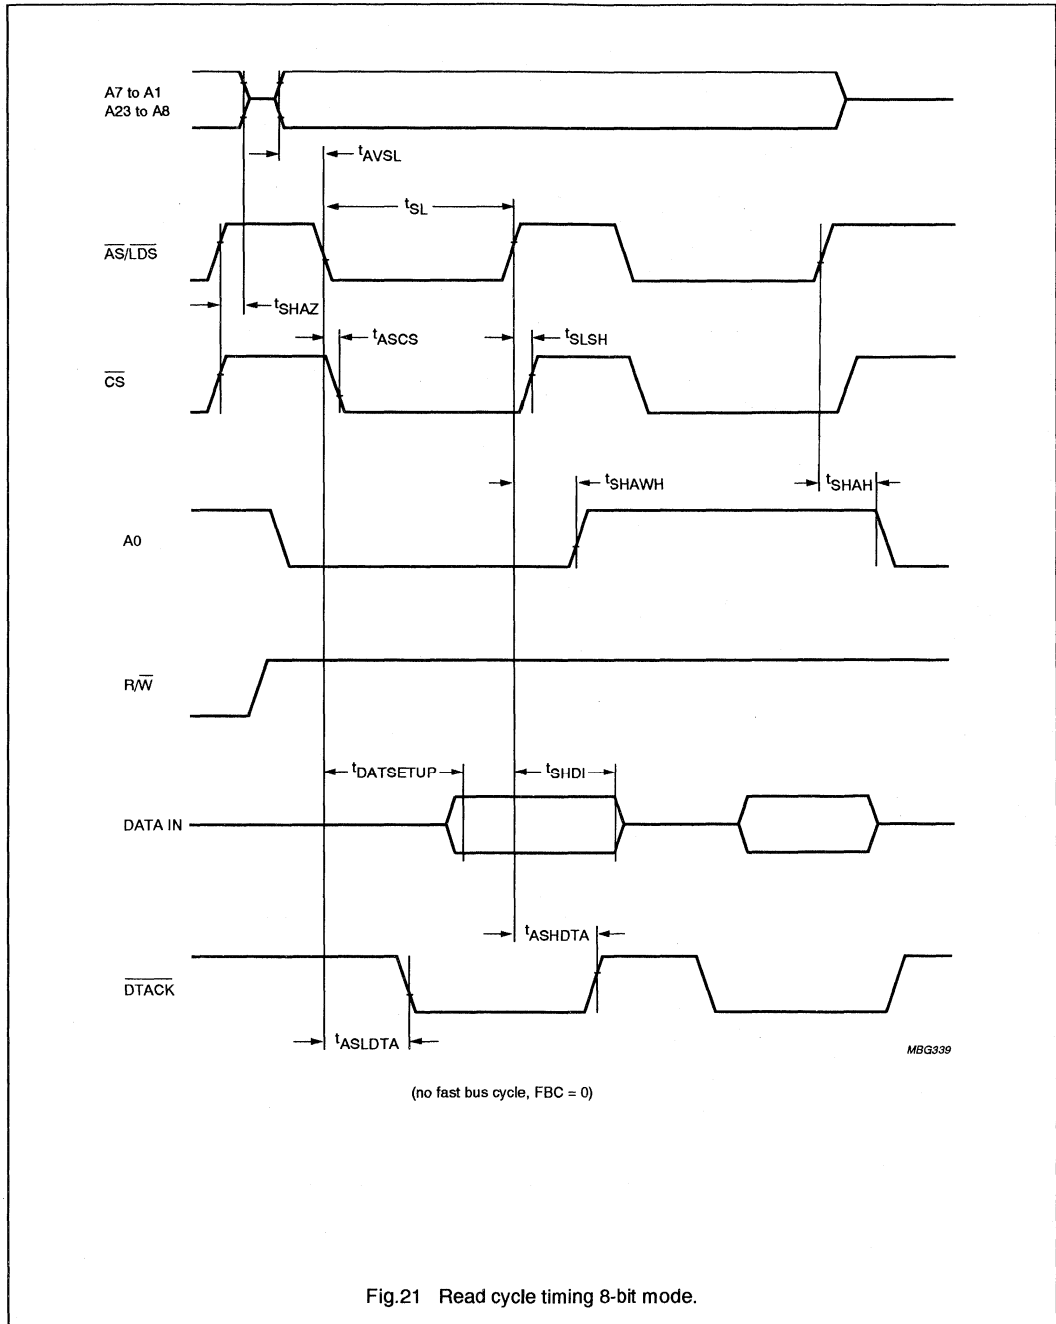 A7 to A1
A23 to A8
tAVSL
tSL
AS/LDS
tSHAZ
tASCS
tSLSH
CS
tSHAWH
tSHAH
A0
R/W
tDATSETUP
tSHDI
DATA IN
tASHDTA
DTACK
tASLDTA
MBG339
(no fast bus cycle, FBC = 0)
Fig.21 Read cycle timing 8-bit mode.